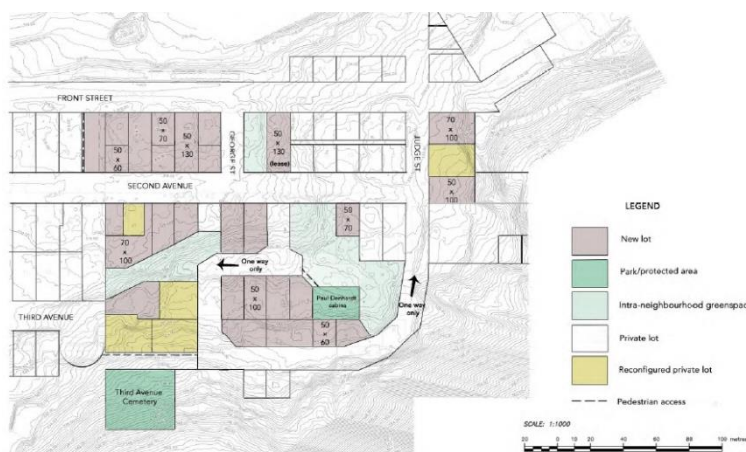 FRONT STREET
50
x
60
50
x
70
50
x
130
GEORGE ST
50
x
130
(lease)
JUDGE ST
70
x
100
50
x
100
SECOND AVENUE
70
x
100
50
x
70
One way
only
50
x
100
Paul Denhardt
cabins
One way
only
50
x
60
THIRD AVENUE
Third Avenue
Cemetery
LEGEND
New lot
Park/protected area
Intra-neighbourhood greenspac
Private lot
Reconfigured private lot
Pedestrian access
SCALE: 1:1000
20 0 20 40 60 80 100 metres